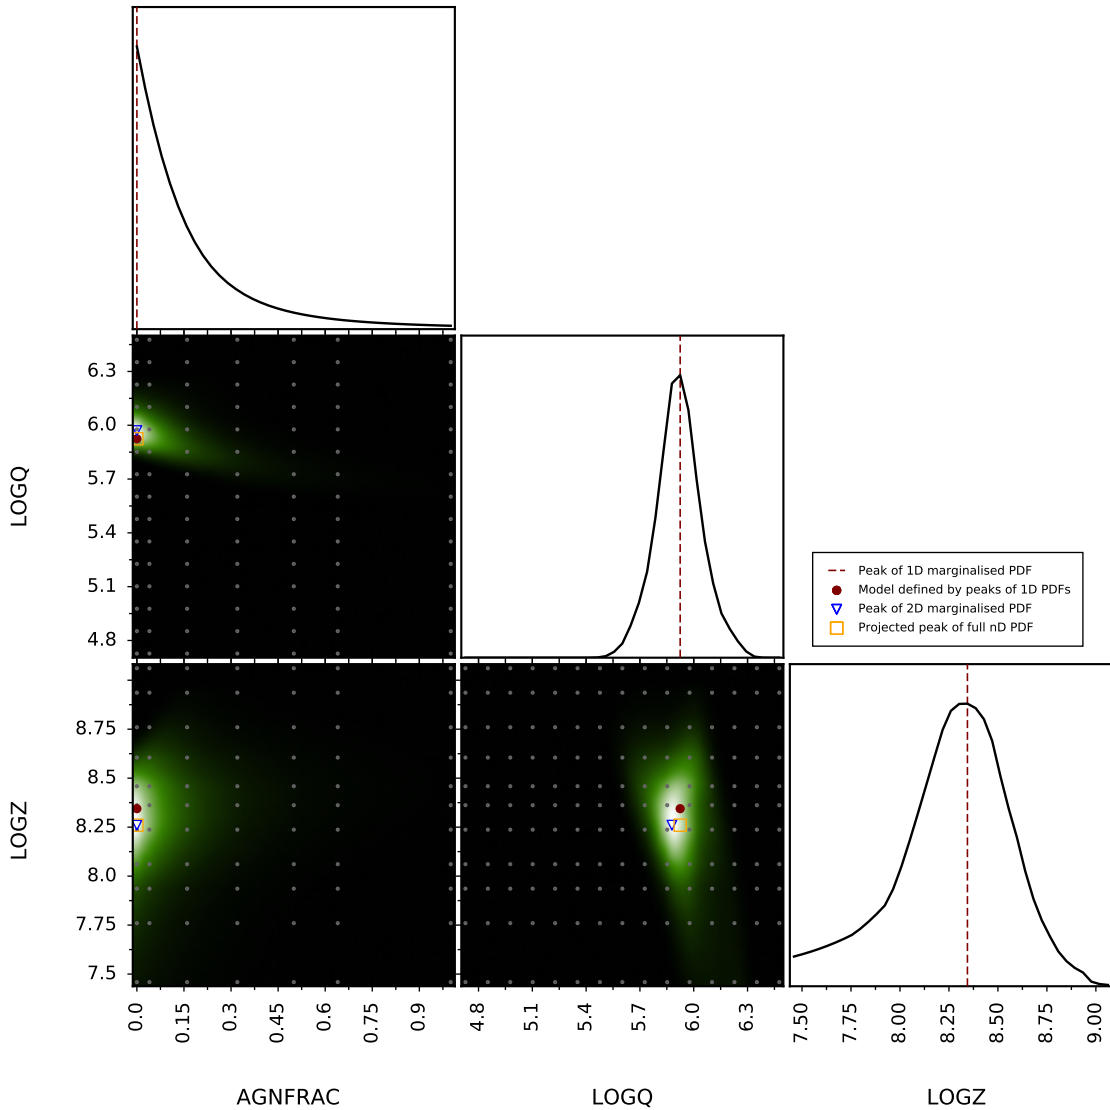 6.3
6.0
5.7
5.4
5.1
4.8
LOGQ
Peak of 1D marginalised PDF
Model defined by peaks of 1D PDFs
Peak of 2D marginalised PDF
Projected peak of full nD PDF
8.75
8.5
8.25
8.0
7.75
7.5
LOGZ
0.0 0.15 0.3 0.45 0.6 0.75 0.9
4.8 5.1 5.4 5.7 6.0 6.3
7.50 7.75 8.00 8.25 8.50 8.75 9.00
AGNFRAC LOGQ LOGZ